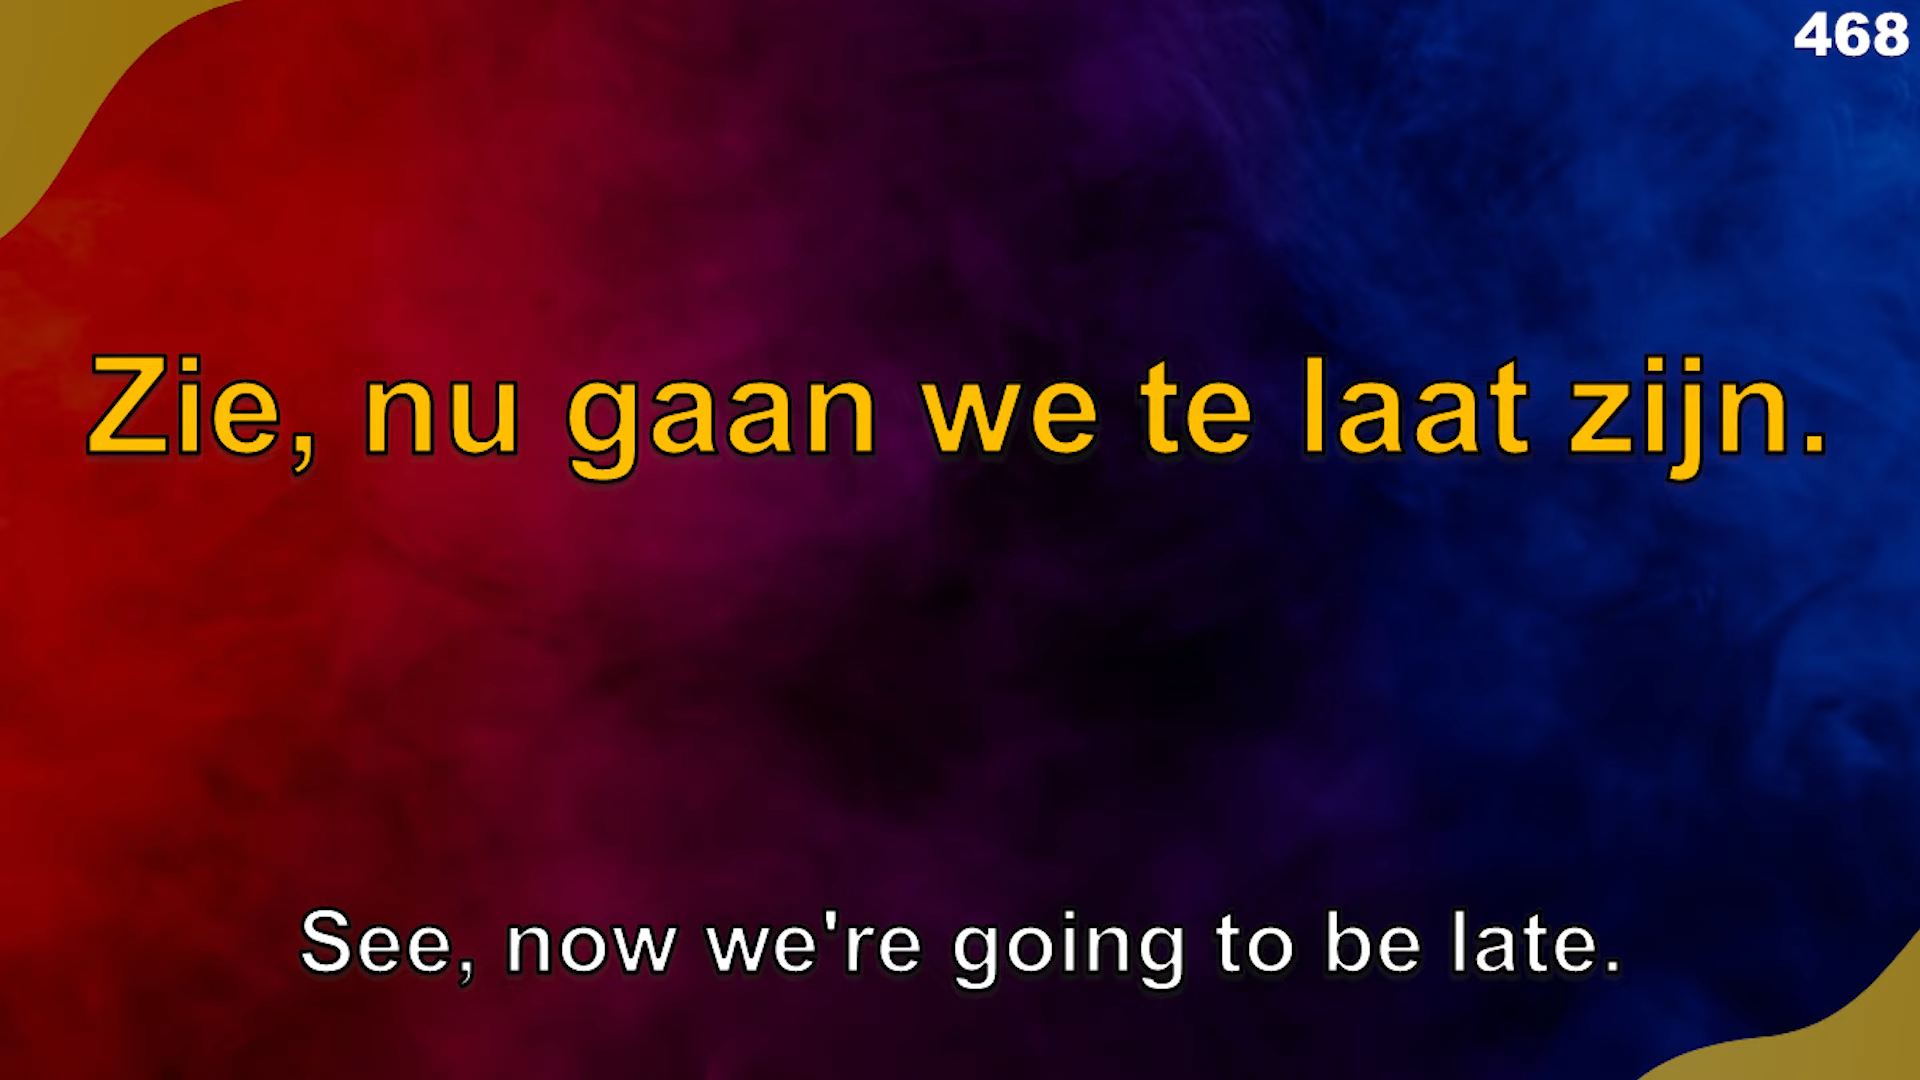 468
Zie, nu gaan we te laat zijn.
See, now we're going to be late.